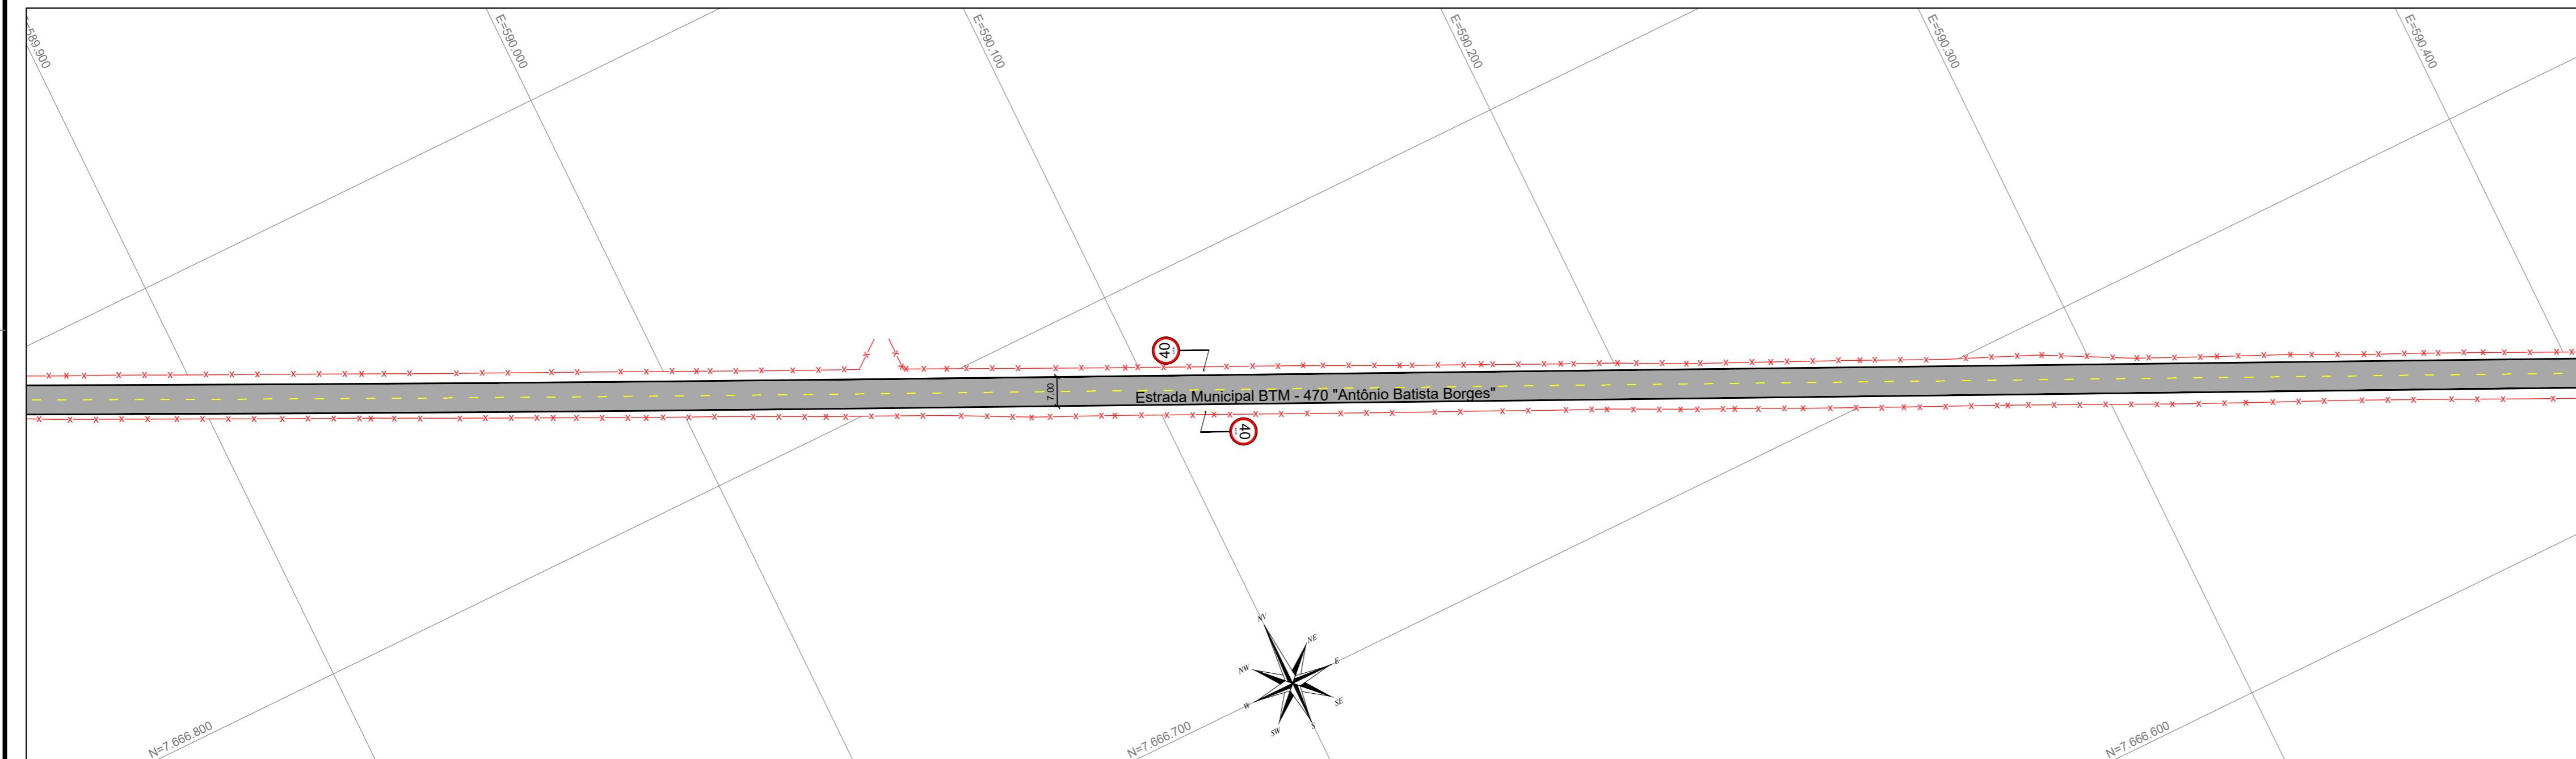 589.900
E=590.000
E=590.100
E=590.200
E=590.300
E=590.400
40
7.00
Estrada Municipal BTM - 470 "Antônio Batista Borges"
40
NV
NE
NW
E
W
SE
SW
S
N=7.666.800
N=7.666.700
N=7.666.600